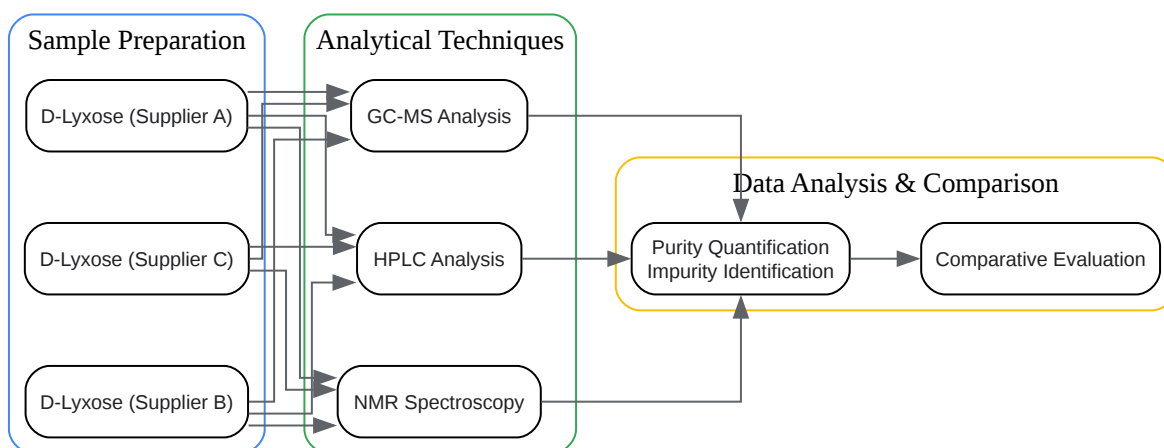 Sample Preparation
D-Lyxose (Supplier A)
D-Lyxose (Supplier C)
D-Lyxose (Supplier B)
Analytical Techniques
GC-MS Analysis
HPLC Analysis
NMR Spectroscopy
Data Analysis & Comparison
Purity Quantification
Impurity Identification
Comparative Evaluation